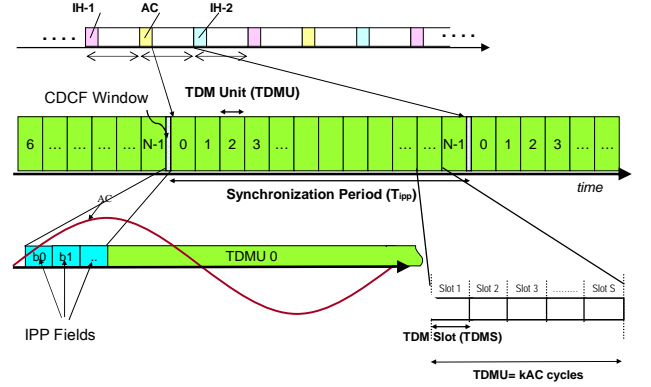 IH-1 AC IH-2
. . . . . . . .
TDM Unit (TDMU)
CDCF Window
6 ... ... ... ... N-1 0 1 2 3 ... ... ... N-1 0 1 2 3 ... ...
Synchronization Period (Tipp)
time
AC
b0 b1 .. TDMU 0
Slot 1 Slot 2 Slot 3 ......... Slot S
IPP Fields
TDM Slot (TDMS)
TDMU= kAC cycles